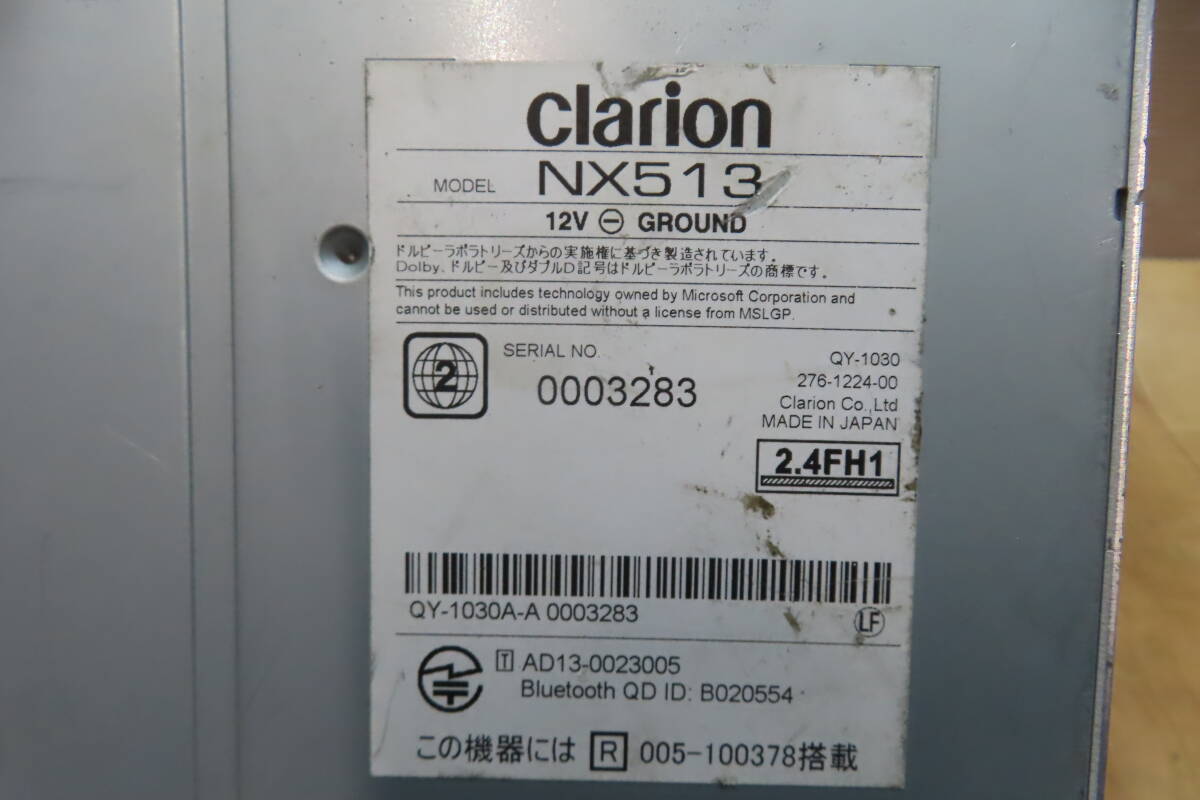 clarion
MODEL NX513
12V ⊖ GROUND
ドルビーラボラトリーズからの実施権に基づき製造されています。
Dolby、ドルビー及びダブルD記号はドルビーラボラトリーズの商標です。
This product includes technology owned by Microsoft Corporation and
cannot be used or distributed without a license from MSLGP.
2
SERIAL NO.
0003283
QY-1030
276-1224-00
Clarion Co.,Ltd
MADE IN JAPAN
2.4FH1
QY-1030A-A 0003283
LF
T AD13-0023005
Bluetooth QD ID: B020554
この機器には R 005-100378搭載